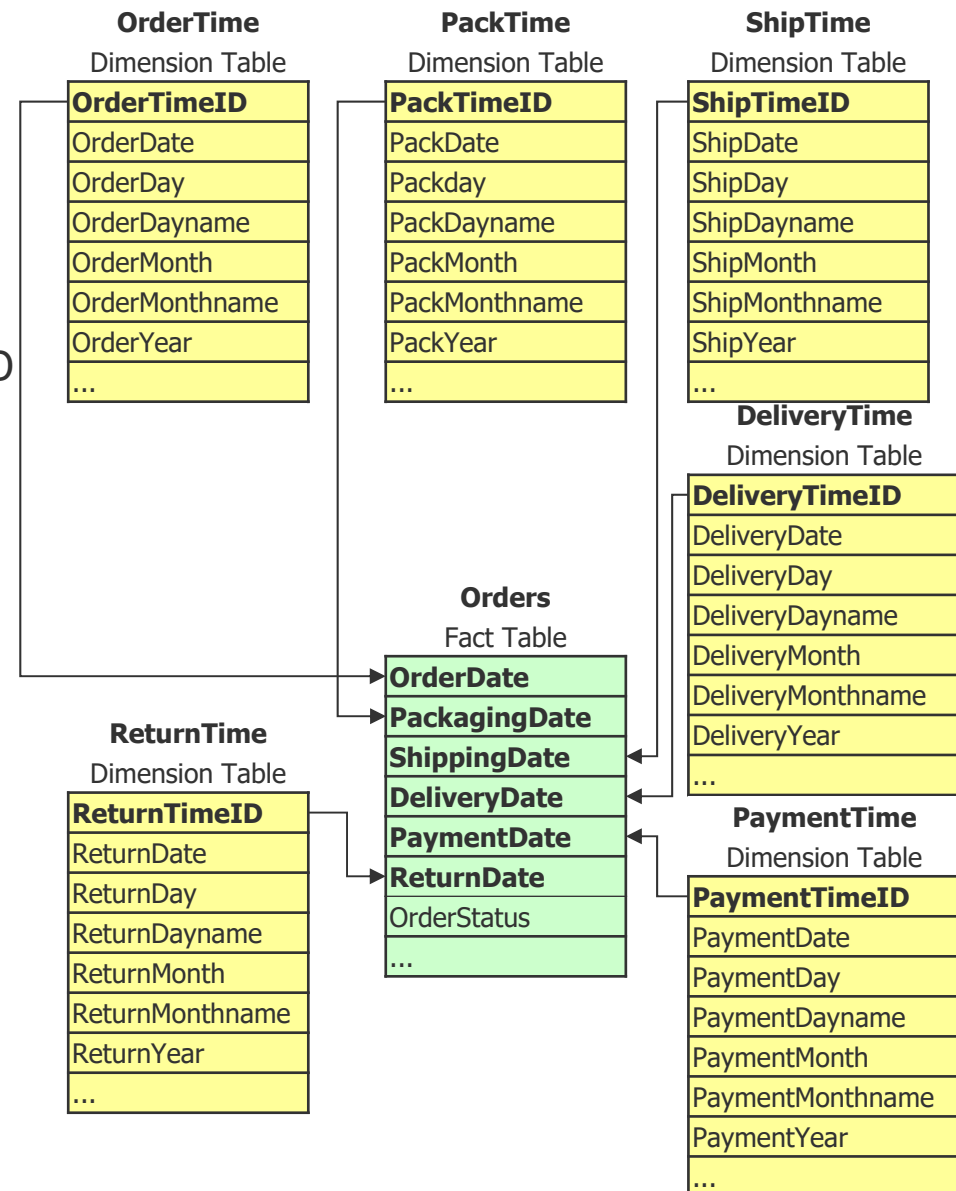 OrderTime
Dimension Table
OrderTimeID
OrderDate
OrderDay
OrderDayname
OrderMonth
OrderMonthname
OrderYear
...
PackTime
Dimension Table
PackTimeID
PackDate
Packday
PackDayname
PackMonth
PackMonthname
PackYear
...
ShipTime
Dimension Table
ShipTimeID
ShipDate
ShipDay
ShipDayname
ShipMonth
ShipMonthname
ShipYear
...
DeliveryTime
Dimension Table
DeliveryTimeID
DeliveryDate
DeliveryDay
DeliveryDayname
DeliveryMonth
DeliveryMonthname
DeliveryYear
...
Orders
Fact Table
OrderDate
PackagingDate
ShippingDate
DeliveryDate
PaymentDate
ReturnDate
OrderStatus
...
ReturnTime
Dimension Table
ReturnTimeID
ReturnDate
ReturnDay
ReturnDayname
ReturnMonth
ReturnMonthname
ReturnYear
...
PaymentTime
Dimension Table
PaymentTimeID
PaymentDate
PaymentDay
PaymentDayname
PaymentMonth
PaymentMonthname
PaymentYear
...